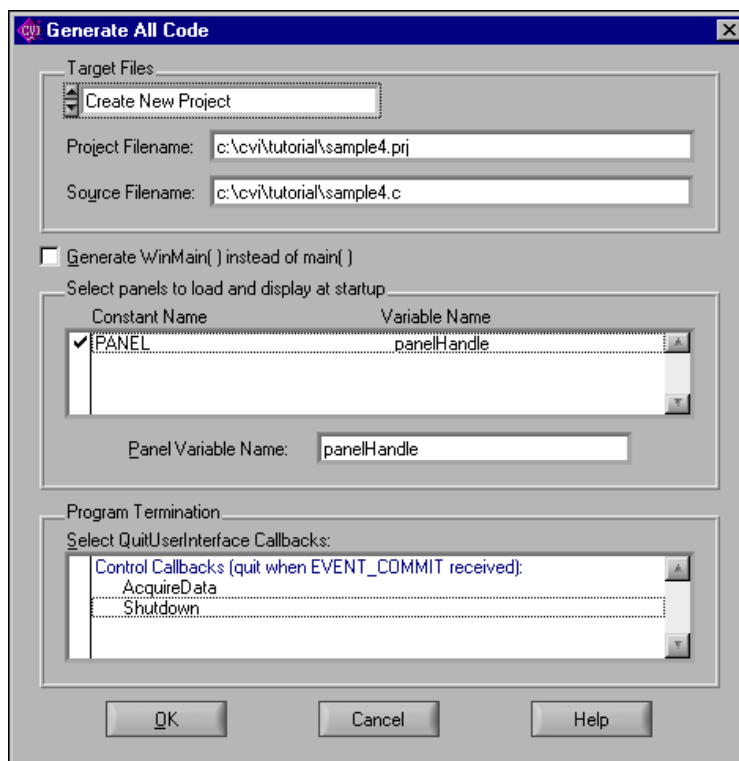 CVI Generate All Code
Target Files
Create New Project
Project Filename: c:\cvi\tutorial\sample4.prj
Source Filename: c:\cvi\tutorial\sample4.c
Generate WinMain( ) instead of main( )
Select panels to load and display at startup
Constant Name Variable Name
PANEL panelHandle
Panel Variable Name: panelHandle
Program Termination
Select QuitUserInterface Callbacks:
Control Callbacks (quit when EVENT_COMMIT received):
AcquireData
Shutdown
OK Cancel Help